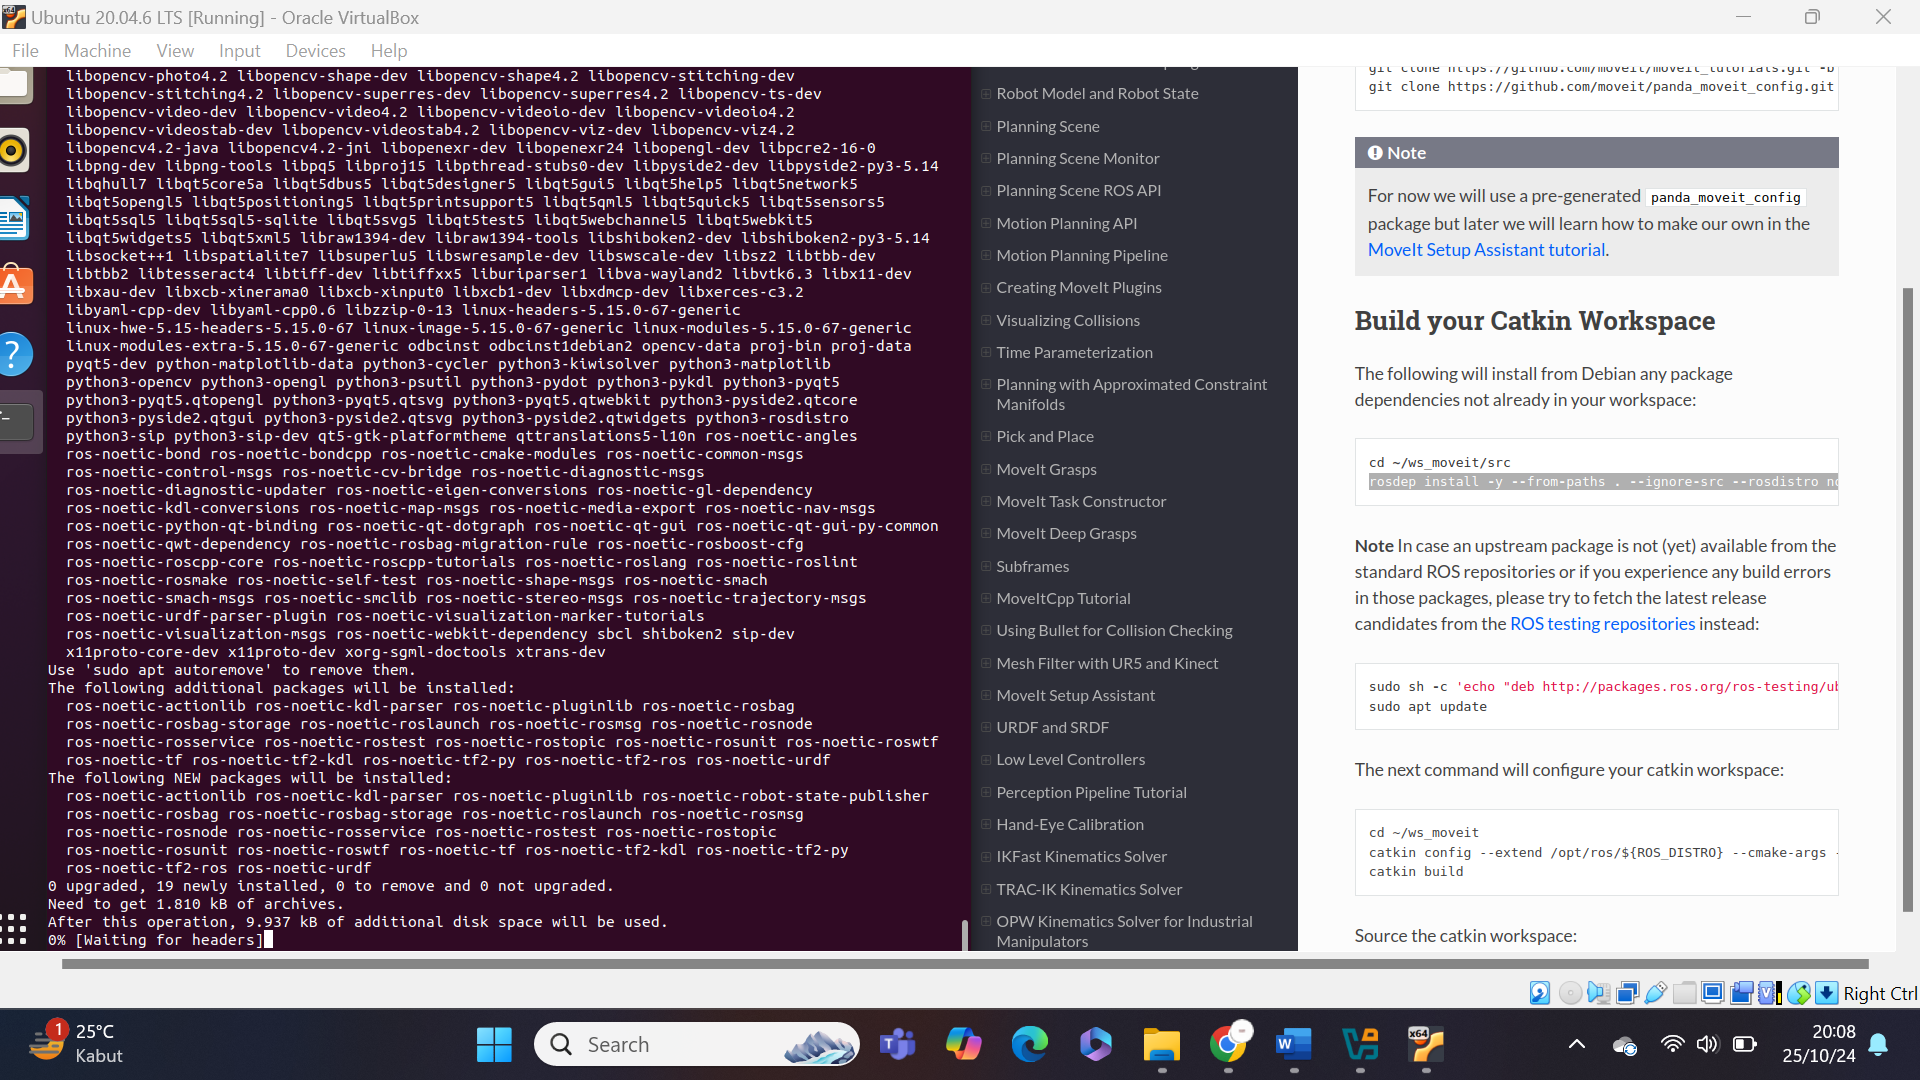 Ubuntu 20.04.6 LTS [Running] - Oracle VirtualBox
File Machine View Input Devices Help
libopencv-photo4.2 libopencv-shape-dev libopencv-shape4.2 libopencv-stitching-dev
libopencv-stitching4.2 libopencv-superres-dev libopencv-superres4.2 libopencv-ts-dev
libopencv-video-dev libopencv-video4.2 libopencv-videoio-dev libopencv-videoio4.2
libopencv-videostab-dev libopencv-videostab4.2 libopencv-viz-dev libopencv-viz4.2
libopencv4.2-java libopencv4.2-jni libopenexr-dev libopenexr24 libopengl-dev libpcre2-16-0
libpng-dev libpng-tools libpq5 libproj15 libpthread-stubs0-dev libpyside2-dev libpyside2-py3-5.14
libqhull7 libqt5core5a libqt5dbus5 libqt5designer5 libqt5gui5 libqt5help5 libqt5network5
libqt5opengl5 libqt5positioning5 libqt5printsupport5 libqt5qml5 libqt5quick5 libqt5sensors5
libqt5sql5 libqt5sql5-sqlite libqt5svg5 libqt5test5 libqt5webchannel5 libqt5webkit5
libqt5widgets5 libqt5xml5 libraw1394-dev libraw1394-tools libshiboken2-dev libshiboken2-py3-5.14
libsocket++1 libspatialite7 libsuperlu5 libswresample-dev libswscale-dev libsz2 libtbb-dev
libtbb2 libtesseract4 libtiff-dev libtiffxx5 liburiparser1 libva-wayland2 libvtk6.3 libx11-dev
libxau-dev libxcb-xinerama0 libxcb-xinput0 libxcb1-dev libxdmcp-dev libxerces-c3.2
libyaml-cpp-dev libyaml-cpp0.6 libzzip-0-13 linux-headers-5.15.0-67-generic
linux-hwe-5.15-headers-5.15.0-67 linux-image-5.15.0-67-generic linux-modules-5.15.0-67-generic
linux-modules-extra-5.15.0-67-generic odbcinst odbcinst1debian2 opencv-data proj-bin proj-data
pyqt5-dev python-matplotlib-data python3-cycler python3-kiwisolver python3-matplotlib
python3-opencv python3-opengl python3-psutil python3-pydot python3-pykdl python3-pyqt5
python3-pyqt5.qtopengl python3-pyqt5.qtsvg python3-pyqt5.qtwebkit python3-pyside2.qtcore
python3-pyside2.qtgui python3-pyside2.qtsvg python3-pyside2.qtwidgets python3-rosdistro
python3-sip python3-sip-dev qt5-gtk-platformtheme qttranslations5-l10n ros-noetic-angles
ros-noetic-bond ros-noetic-bondcpp ros-noetic-cmake-modules ros-noetic-common-msgs
ros-noetic-control-msgs ros-noetic-cv-bridge ros-noetic-diagnostic-msgs
ros-noetic-diagnostic-updater ros-noetic-eigen-conversions ros-noetic-gl-dependency
ros-noetic-kdl-conversions ros-noetic-map-msgs ros-noetic-media-export ros-noetic-nav-msgs
ros-noetic-python-qt-binding ros-noetic-qt-dotgraph ros-noetic-qt-gui ros-noetic-qt-gui-py-common
ros-noetic-qwt-dependency ros-noetic-rosbag-migration-rule ros-noetic-rosboost-cfg
ros-noetic-roscpp-core ros-noetic-roscpp-tutorials ros-noetic-roslang ros-noetic-roslint
ros-noetic-rosmake ros-noetic-self-test ros-noetic-shape-msgs ros-noetic-smach
ros-noetic-smach-msgs ros-noetic-smclib ros-noetic-stereo-msgs ros-noetic-trajectory-msgs
ros-noetic-urdf-parser-plugin ros-noetic-visualization-marker-tutorials
ros-noetic-visualization-msgs ros-noetic-webkit-dependency sbcl shiboken2 sip-dev
x11proto-core-dev x11proto-dev xorg-sgml-doctools xtrans-dev
Use 'sudo apt autoremove' to remove them.
The following additional packages will be installed:
ros-noetic-actionlib ros-noetic-kdl-parser ros-noetic-pluginlib ros-noetic-rosbag
ros-noetic-rosbag-storage ros-noetic-roslaunch ros-noetic-rosmsg ros-noetic-rosnode
ros-noetic-rosservice ros-noetic-rostest ros-noetic-rostopic ros-noetic-rosunit ros-noetic-roswtf
ros-noetic-tf ros-noetic-tf2-kdl ros-noetic-tf2-py ros-noetic-tf2-ros ros-noetic-urdf
The following NEW packages will be installed:
ros-noetic-actionlib ros-noetic-kdl-parser ros-noetic-pluginlib ros-noetic-robot-state-publisher
ros-noetic-rosbag ros-noetic-rosbag-storage ros-noetic-roslaunch ros-noetic-rosmsg
ros-noetic-rosnode ros-noetic-rosservice ros-noetic-rostest ros-noetic-rostopic
ros-noetic-rosunit ros-noetic-roswtf ros-noetic-tf ros-noetic-tf2-kdl ros-noetic-tf2-py
ros-noetic-tf2-ros ros-noetic-urdf
0 upgraded, 19 newly installed, 0 to remove and 0 not upgraded.
Need to get 1.810 kB of archives.
After this operation, 9.937 kB of additional disk space will be used.
0% [Waiting for headers]
Robot Model and Robot State
Planning Scene
Planning Scene Monitor
Planning Scene ROS API
Motion Planning API
Motion Planning Pipeline
Creating MoveIt Plugins
Visualizing Collisions
Time Parameterization
Planning with Approximated Constraint
Manifolds
Pick and Place
MoveIt Grasps
MoveIt Task Constructor
MoveIt Deep Grasps
Subframes
MoveItCpp Tutorial
Using Bullet for Collision Checking
Mesh Filter with UR5 and Kinect
MoveIt Setup Assistant
URDF and SRDF
Low Level Controllers
Perception Pipeline Tutorial
Hand-Eye Calibration
IKFast Kinematics Solver
TRAC-IK Kinematics Solver
OPW Kinematics Solver for Industrial
Manipulators
git clone https://github.com/moveit/moveit_tutorials.git -b
git clone https://github.com/moveit/panda_moveit_config.git
Note
For now we will use a pre-generated panda_moveit_config
package but later we will learn how to make our own in the
MoveIt Setup Assistant tutorial.
Build your Catkin Workspace
The following will install from Debian any package
dependencies not already in your workspace:
cd ~/ws_moveit/src
rosdep install -y --from-paths . --ignore-src --rosdistro
Note In case an upstream package is not (yet) available from the
standard ROS repositories or if you experience any build errors
in those packages, please try to fetch the latest release
candidates from the ROS testing repositories instead:
sudo sh -c 'echo "deb http://packages.ros.org/ros-testing/
sudo apt update
The next command will configure your catkin workspace:
cd ~/ws_moveit
catkin config --extend /opt/ros/${ROS_DISTRO} --cmake-args
catkin build
Source the catkin workspace:
Right Ctrl
1
25°C
Kabut
Search
x64
20:08
25/10/24